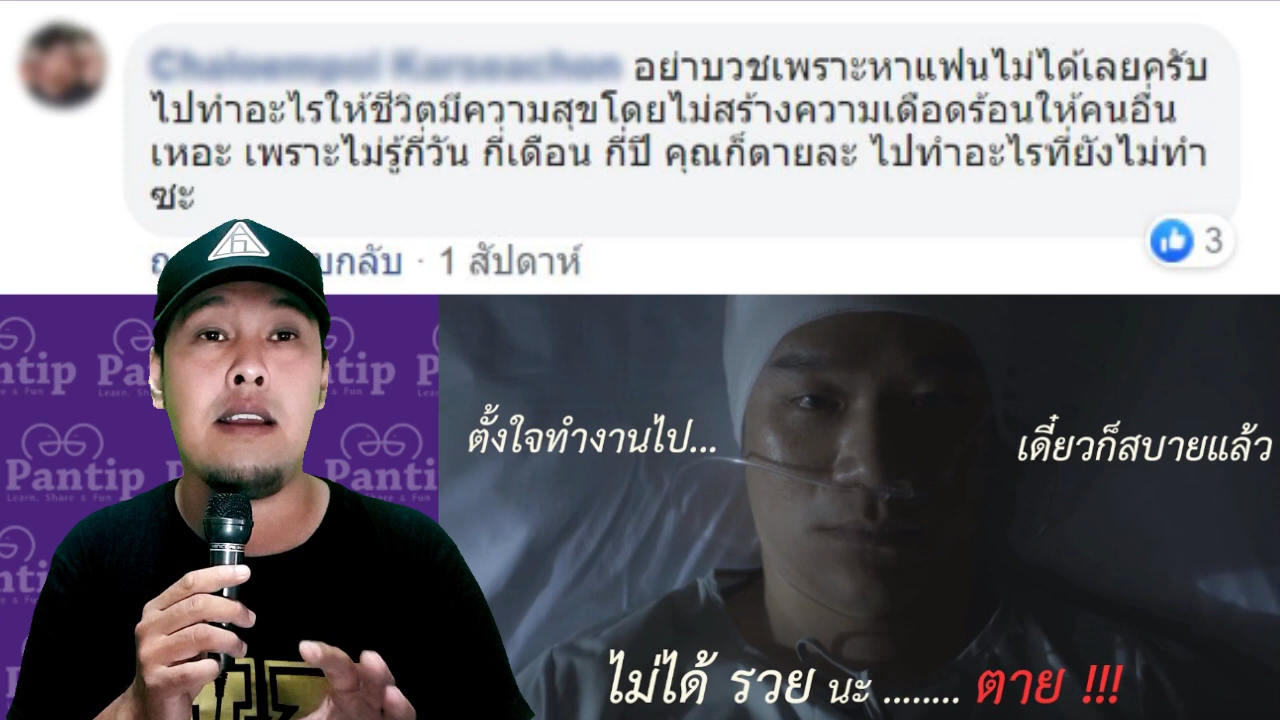 อย่าบวชเพราะหาแฟนไม่ได้เลยครับ
ไปทำอะไรให้ชีวิตมีความสุขโดยไม่สร้างความเดือดร้อนให้คนอื่น
เหอะ เพราะไม่รู้กี่วัน กี่เดือน กี่ปี คุณก็ตายละ ไปทำอะไรที่ยังไม่ทำ
ซะ
บกลับ · 1 สัปดาห์
3
Pantip
Learn, Share & Fun
Pantip
Learn, Share & Fun
ตั้งใจทำงานไป...
เดี๋ยวก็สบายแล้ว
ไม่ได้ รวย นะ ........ ตาย !!!